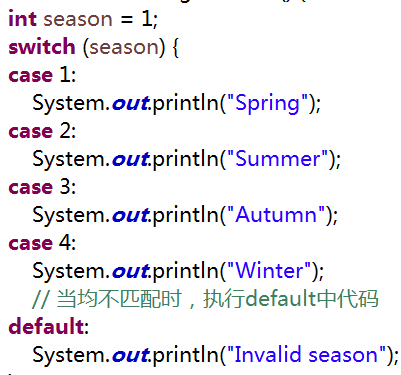 int season = 1;
switch (season) {
case 1:
System.out.println("Spring");
case 2:
System.out.println("Summer");
case 3:
System.out.println("Autumn");
case 4:
System.out.println("Winter");
// 当均不匹配时，执行default中代码
default:
System.out.println("Invalid season");